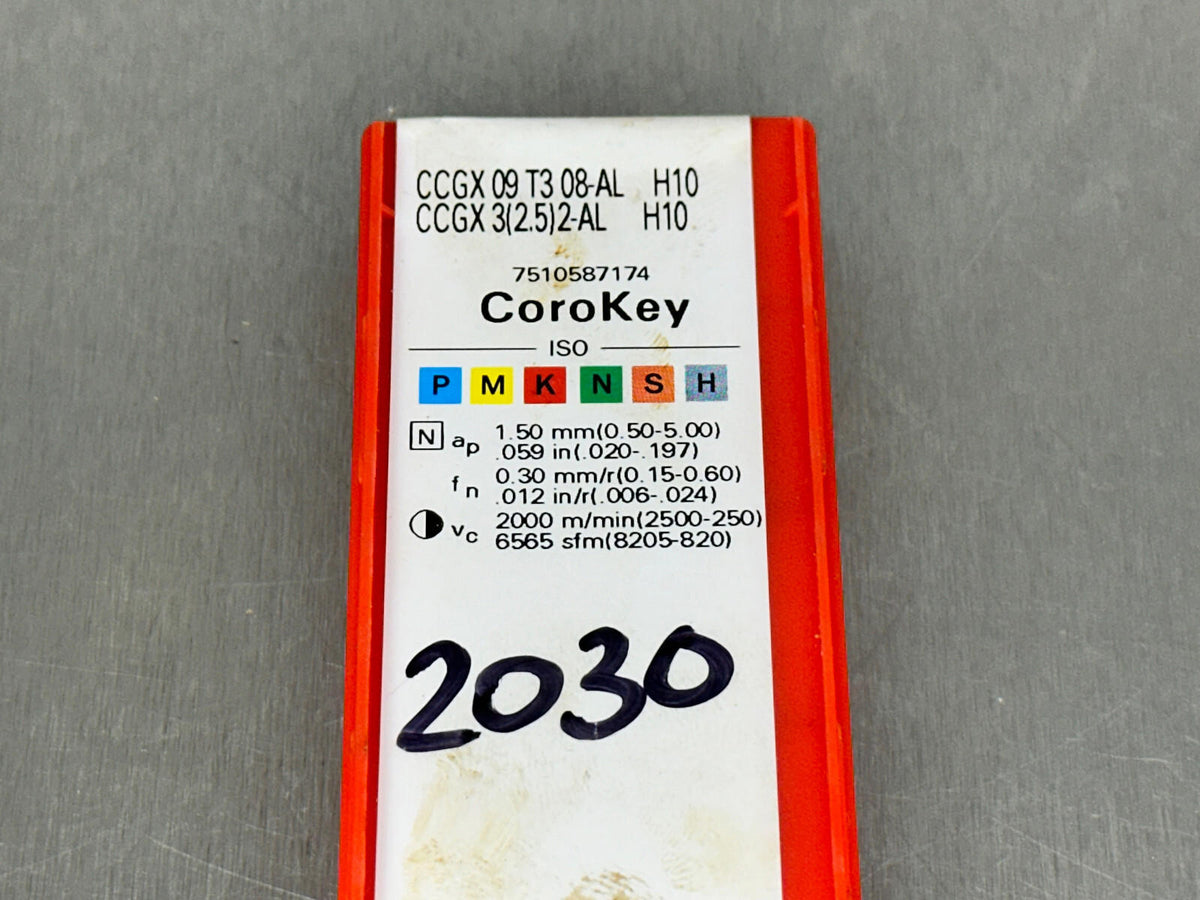 CCGX 09 T3 08-AL H10
CCGX 3(2.5)2-AL H10
7510587174
CoroKey
ISO
P M K N S H
N ap 1.50 mm(0.50-5.00)
.059 in(.020-.197)
fn 0.30 mm/r(0.15-0.60)
.012 in/r(.006-.024)
vc 2000 m/min(2500-250)
6565 sfm(8205-820)
2030